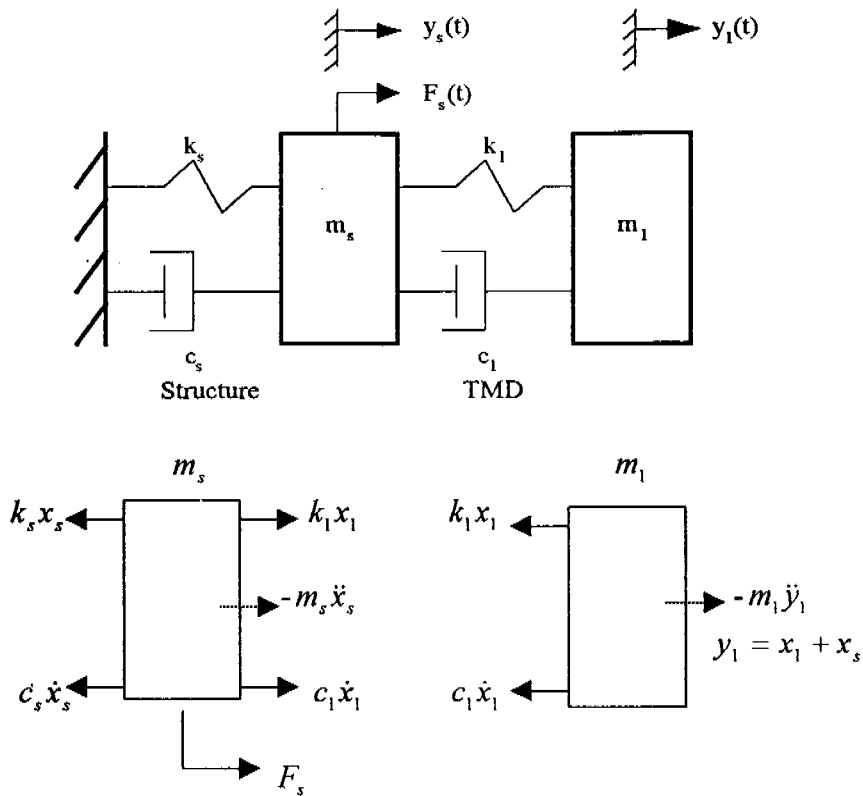 y_s(t) y_1(t)
F_s(t)
k_s k_1
m_s m_1
c_s c_1
Structure TMD
m_s m_1
k_s x_s k_1 x_1 k_1 x_1
-m_s ẍ_s -m_1 ÿ_1
y_1 = x_1 + x_s
c_s ẋ_s c_1 ẋ_1 c_1 ẋ_1
F_s